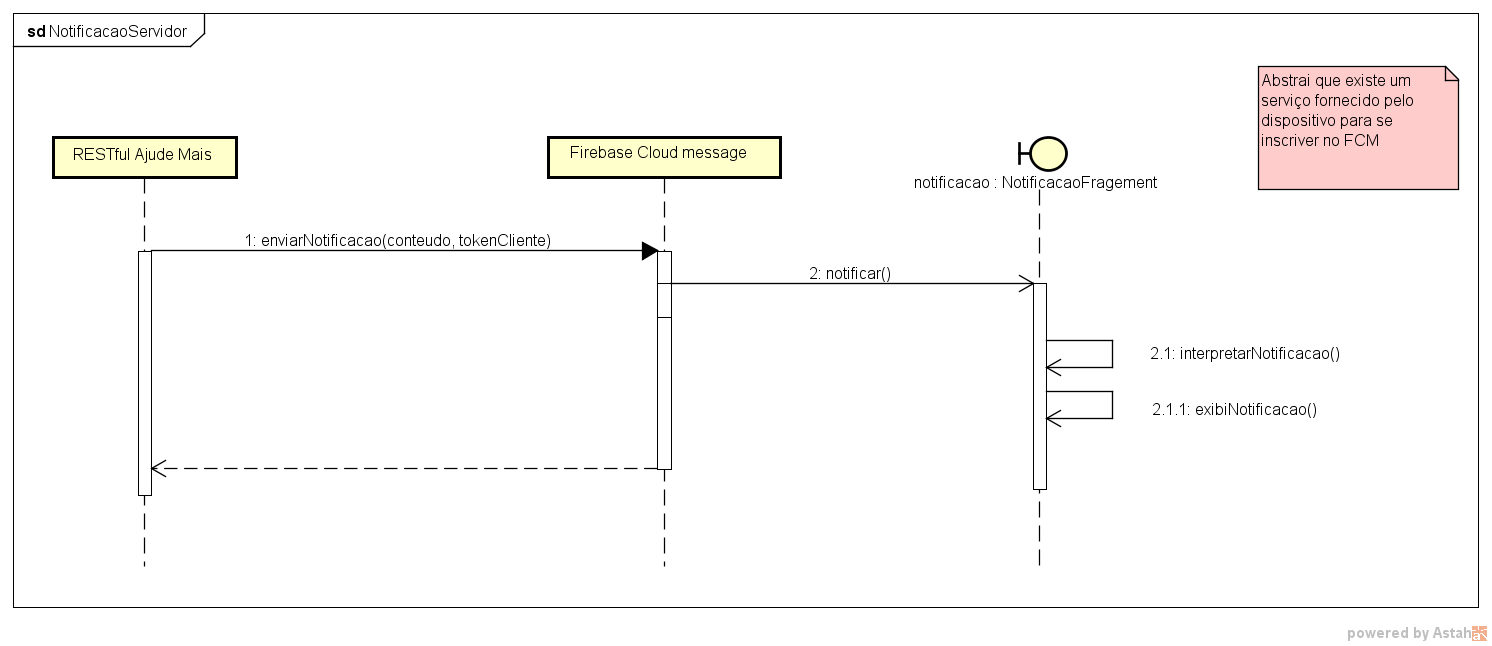 sd NotificacaoServidor
Abstrai que existe um
serviço fornecido pelo
dispositivo para se
inscriver no FCM
RESTful Ajude Mais
Firebase Cloud message
notificacao : NotificacaoFragement
1: enviarNotificacao(conteudo, tokenCliente)
2: notificar()
2.1: interpretarNotificacao()
2.1.1: exibiNotificacao()
powered by Astah